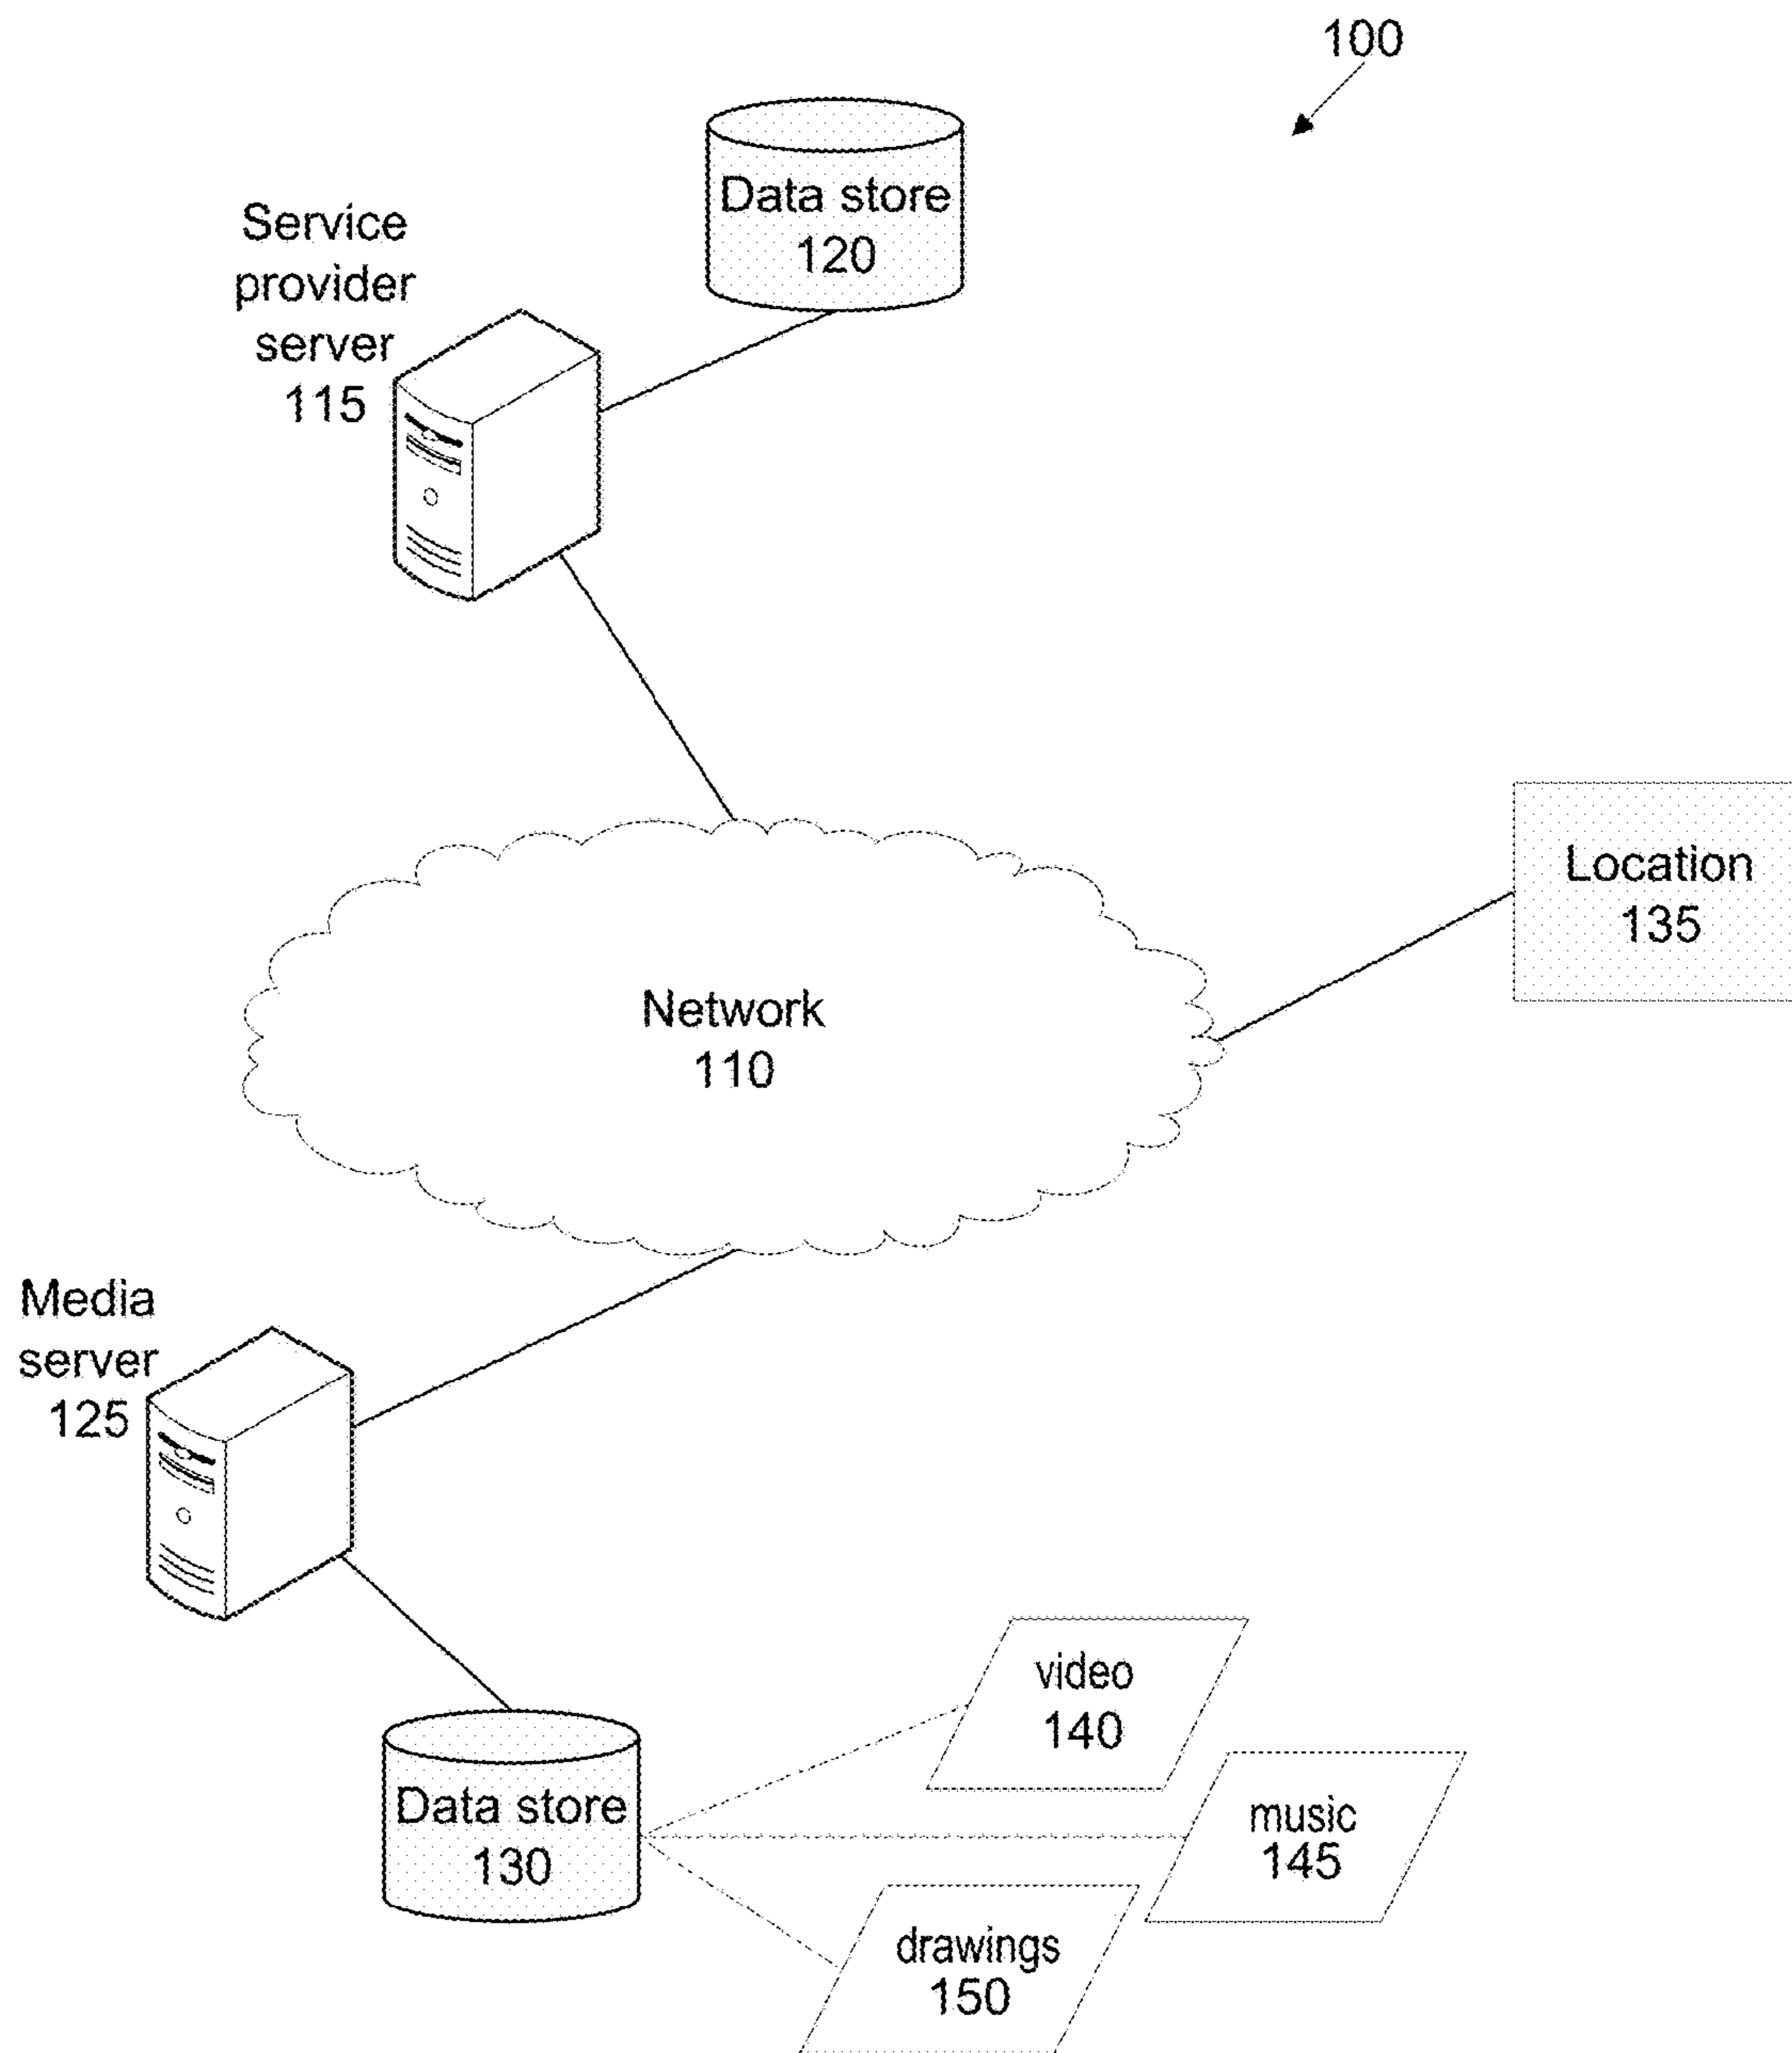 100
Data store
120
Service
provider
server
115
Location
135
Network
110
Media
server
125
video
140
music
145
Data store
130
drawings
150